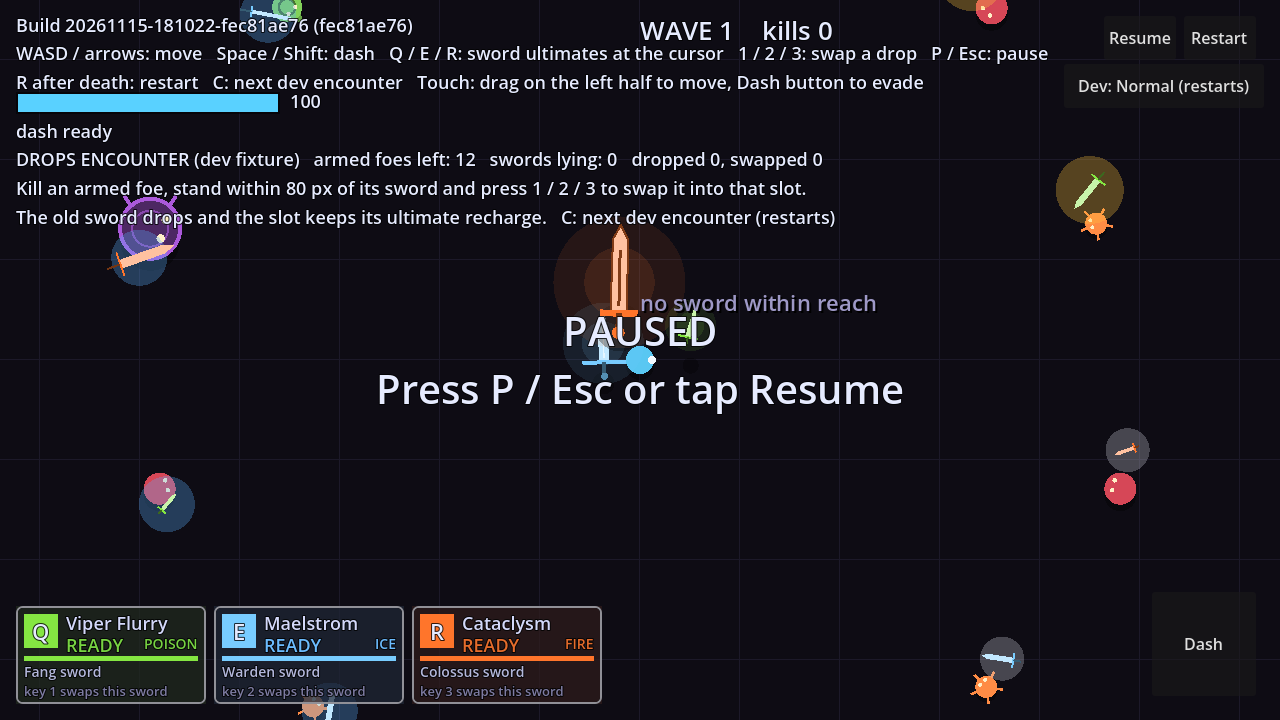 Build 20261115-181022-fec81ae76 (fec81ae76)
WAVE 1 kills 0
Resume
Restart
WASD / arrows: move Space / Shift: dash Q / E / R: sword ultimates at the cursor 1 / 2 / 3: swap a drop P / Esc: pause
R after death: restart C: next dev encounter Touch: drag on the left half to move, Dash button to evade
Dev: Normal (restarts)
100
dash ready
DROPS ENCOUNTER (dev fixture) armed foes left: 12 swords lying: 0 dropped 0, swapped 0
Kill an armed foe, stand within 80 px of its sword and press 1 / 2 / 3 to swap it into that slot.
The old sword drops and the slot keeps its ultimate recharge. C: next dev encounter (restarts)
no sword within reach
PAUSED
Press P / Esc or tap Resume
Q Viper Flurry
READY POISON
Fang sword
key 1 swaps this sword
E Maelstrom
READY ICE
Warden sword
key 2 swaps this sword
R Cataclysm
READY FIRE
Colossus sword
key 3 swaps this sword
Dash